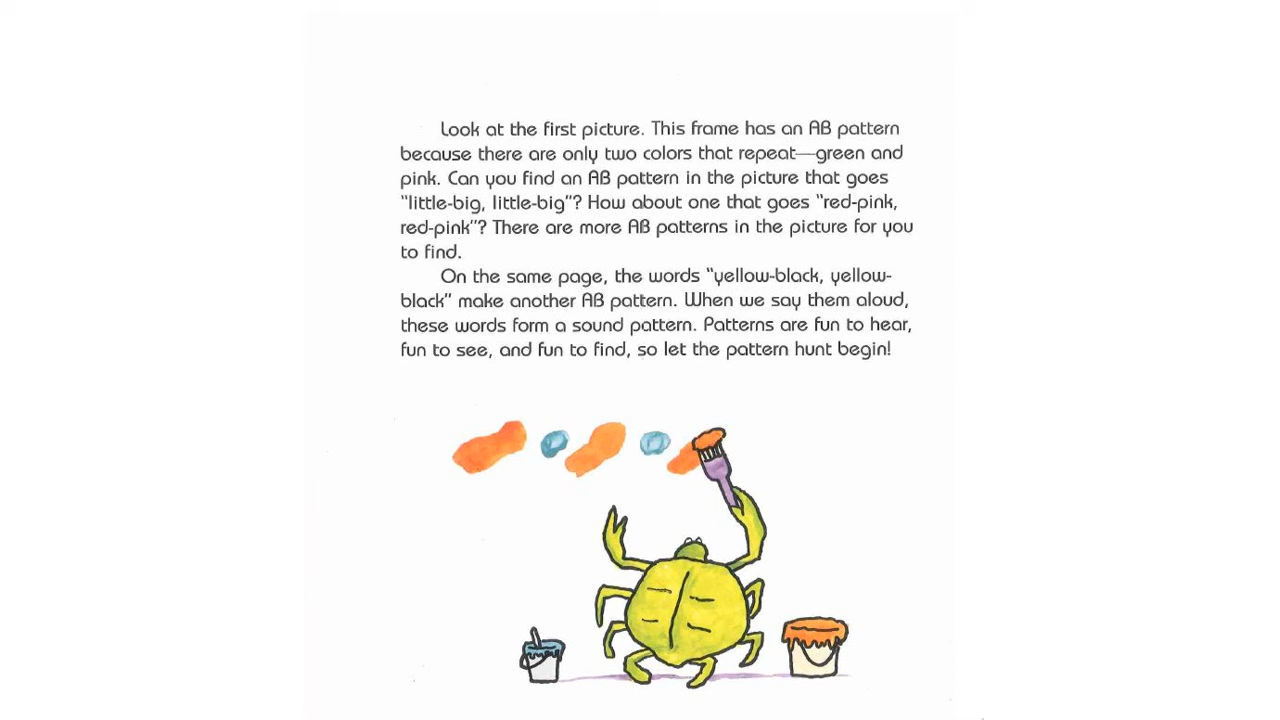 Look at the first picture. This frame has an AB pattern
because there are only two colors that repeat—green and
pink. Can you find an AB pattern in the picture that goes
"little-big, little-big"? How about one that goes "red-pink,
red-pink"? There are more AB patterns in the picture for you
to find.
On the same page, the words "yellow-black, yellow-
black" make another AB pattern. When we say them aloud,
these words form a sound pattern. Patterns are fun to hear,
fun to see, and fun to find, so let the pattern hunt begin!